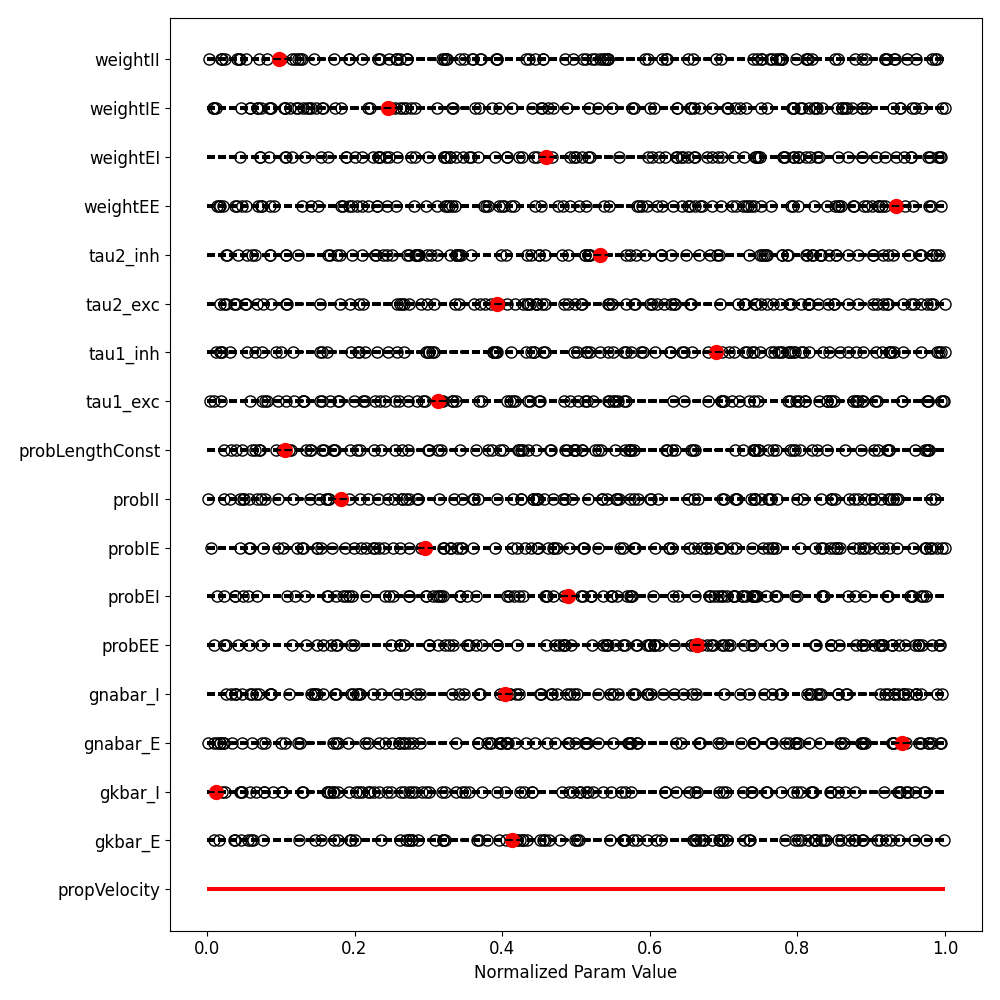 weightII
weightIE
weightEI
weightEE
tau2_inh
tau2_exc
tau1_inh
tau1_exc
probLengthConst
probII
probIE
probEI
probEE
gnabar_I
gnabar_E
gkbar_I
gkbar_E
propVelocity
0.0 0.2 0.4 0.6 0.8 1.0
Normalized Param Value